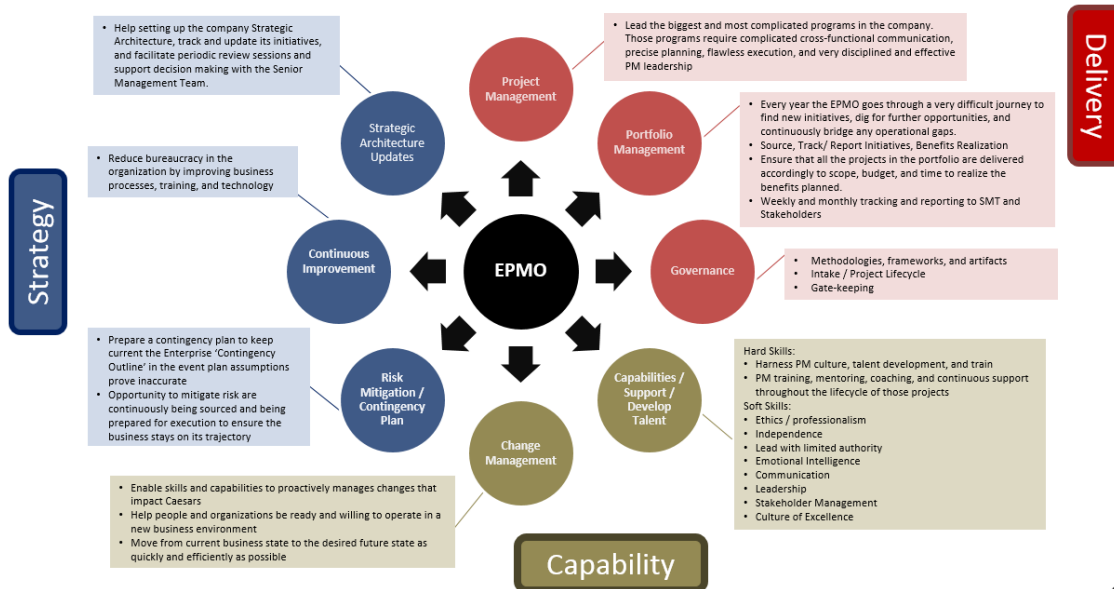 • Help setting up the company Strategic
Architecture, track and update its initiatives,
and facilitate periodic review sessions and
support decision making with the Senior
Management Team.
Strategic
Architecture
Updates
Project
Management
• Lead the biggest and most complicated programs in the company.
Those programs require complicated cross-functional communication,
precise planning, flawless execution, and very disciplined and effective
PM leadership
Delivery
Portfolio
Management
• Every year the EPMO goes through a very difficult journey to
find new initiatives, dig for further opportunities, and
continuously bridge any operational gaps.
• Source, Track/ Report Initiatives, Benefits Realization
• Ensure that all the projects in the portfolio are delivered
accordingly to scope, budget, and time to realize the
benefits planned.
• Weekly and monthly tracking and reporting to SMT and
Stakeholders
Strategy
• Reduce bureaucracy in the
organization by improving business
processes, training, and technology
Continuous
Improvement
EPMO
Governance
• Methodologies, frameworks, and artifacts
• Intake / Project Lifecycle
• Gate-keeping
• Prepare a contingency plan to keep
current the Enterprise ‘Contingency
Outline’ in the event plan assumptions
prove inaccurate
• Opportunity to mitigate risk are
continuously being sourced and being
prepared for execution to ensure the
business stays on its trajectory
Risk
Mitigation /
Contingency
Plan
Change
Management
Capabilities /
Support /
Develop
Talent
Hard Skills:
• Harness PM culture, talent development, and train
• PM training, mentoring, coaching, and continuous support
throughout the lifecycle of those projects
Soft Skills:
• Ethics / professionalism
• Independence
• Lead with limited authority
• Emotional Intelligence
• Communication
• Leadership
• Stakeholder Management
• Culture of Excellence
• Enable skills and capabilities to proactively manages changes that
impact Caesars
• Help people and organizations be ready and willing to operate in a
new business environment
• Move from current business state to the desired future state as
quickly and efficiently as possible
Capability